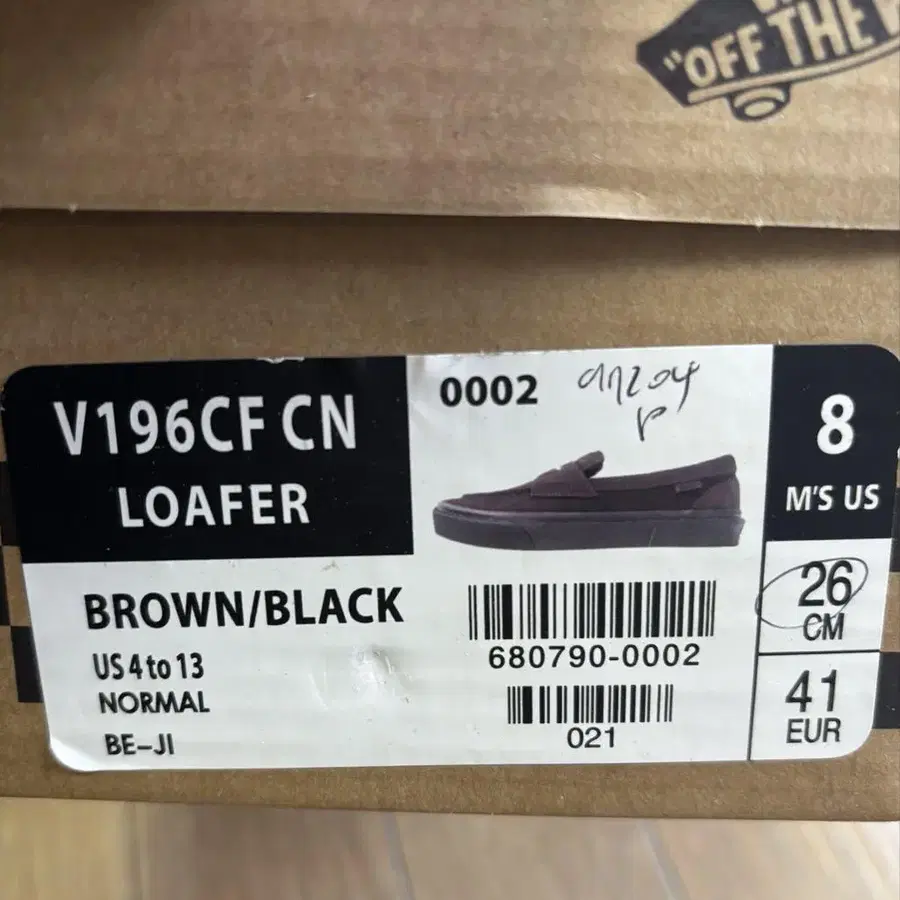 "OFF THE
V196CF CN
LOAFER
0002
8
M'S US
26
CM
41
EUR
BROWN/BLACK
US 4 to 13
NORMAL
BE-JI
680790-0002
021